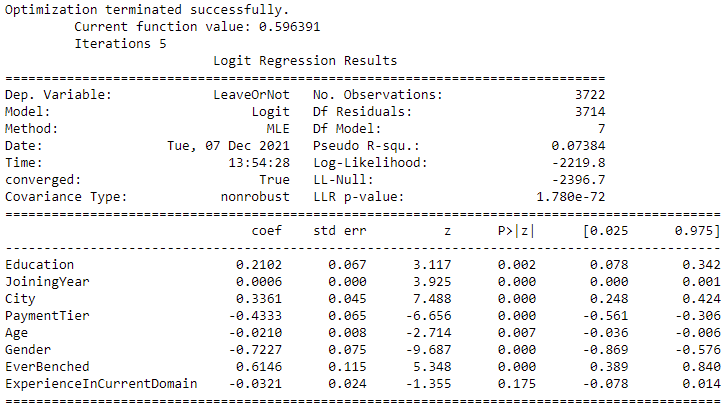 Optimization terminated successfully.
         Current function value: 0.596391
         Iterations 5
                           Logit Regression Results
==============================================================================
Dep. Variable:             LeaveOrNot   No. Observations:                 3722
Model:                          Logit   Df Residuals:                     3714
Method:                           MLE   Df Model:                            7
Date:                Tue, 07 Dec 2021   Pseudo R-squ.:                 0.07384
Time:                        13:54:28   Log-Likelihood:                -2219.8
converged:                       True   LL-Null:                       -2396.7
Covariance Type:            nonrobust   LLR p-value:                 1.780e-72
=============================================================================================
                                coef    std err          z      P>|z|      [0.025      0.975]
---------------------------------------------------------------------------------------------
Education                     0.2102      0.067      3.117      0.002       0.078       0.342
JoiningYear                   0.0006      0.000      3.925      0.000       0.000       0.001
City                          0.3361      0.045      7.488      0.000       0.248       0.424
PaymentTier                  -0.4333      0.065     -6.656      0.000      -0.561      -0.306
Age                          -0.0210      0.008     -2.714      0.007      -0.036      -0.006
Gender                       -0.7227      0.075     -9.687      0.000      -0.869      -0.576
EverBenched                   0.6146      0.115      5.348      0.000       0.389       0.840
ExperienceInCurrentDomain    -0.0321      0.024     -1.355      0.175      -0.078       0.014
=============================================================================================